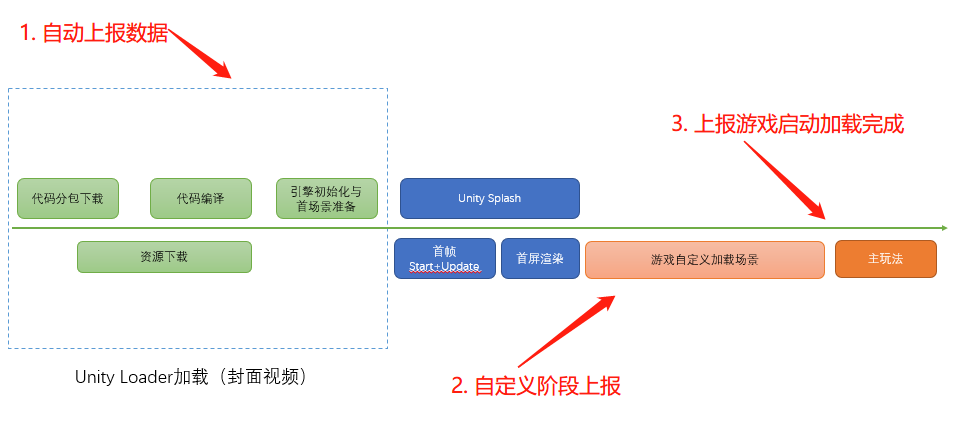 1. 自动上报数据
3. 上报游戏启动加载完成
代码分包下载
代码编译
引擎初始化与
首场景准备
Unity Splash
资源下载
首帧
Start+Update
首屏渲染
游戏自定义加载场景
主玩法
Unity Loader加载（封面视频）
2. 自定义阶段上报